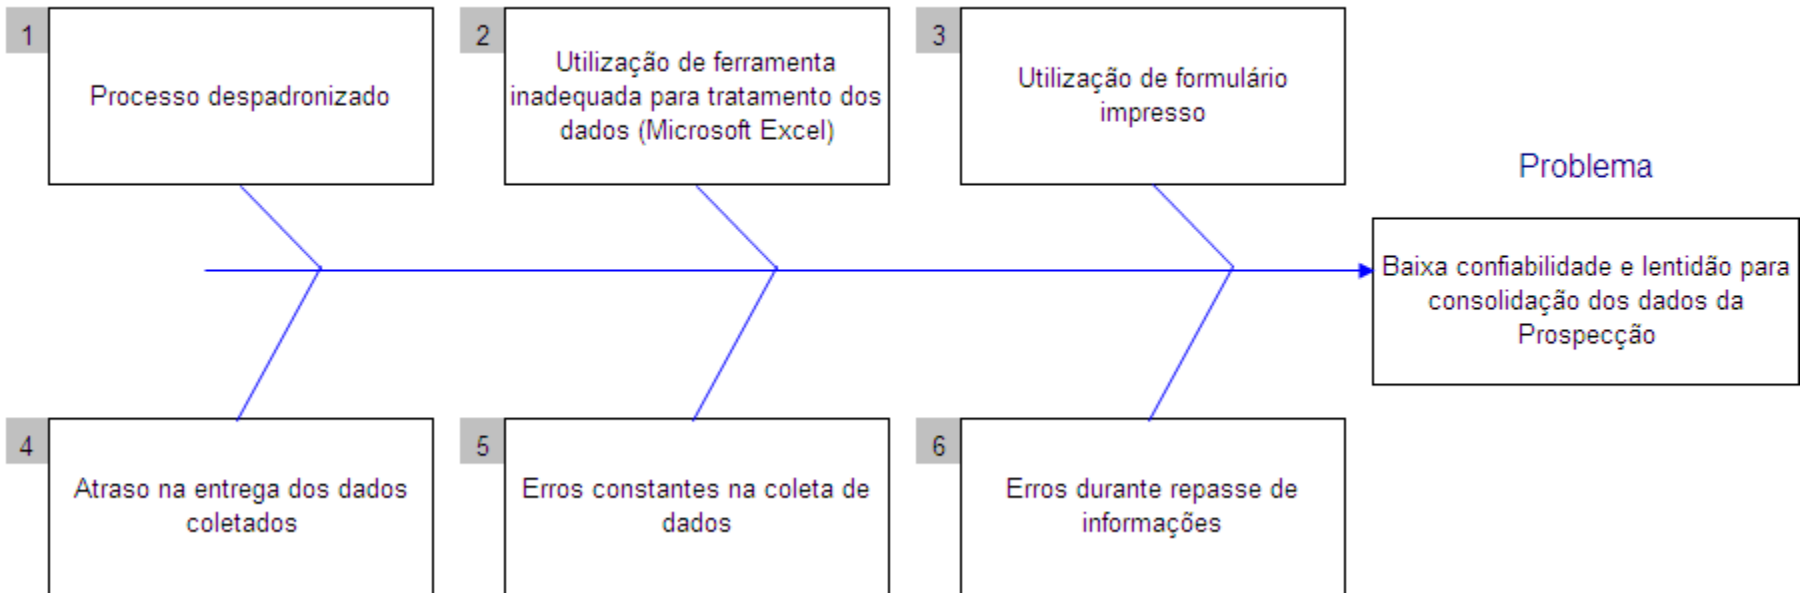 1
Processo despadronizado
2
Utilização de ferramenta
inadequada para tratamento dos
dados (Microsoft Excel)
3
Utilização de formulário
impresso
Problema
Baixa confiabilidade e lentidão para
consolidação dos dados da
Prospecção
4
Atraso na entrega dos dados
coletados
5
Erros constantes na coleta de
dados
6
Erros durante repasse de
informações